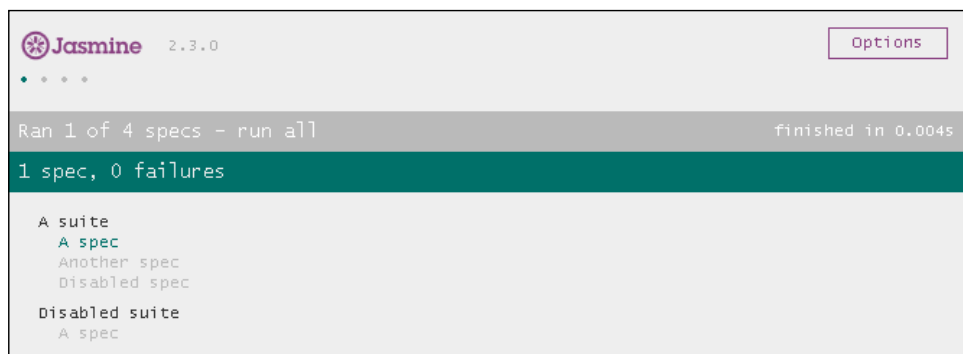 Jasmine 2.3.0 Options
Ran 1 of 4 specs - run all finished in 0.004s
1 spec, 0 failures
A suite
A spec
Another spec
Disabled spec
Disabled suite
A spec